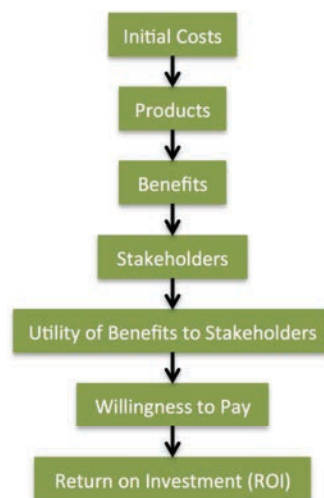 Initial Costs
Products
Benefits
Stakeholders
Utility of Benefits to Stakeholders
Willingness to Pay
Return on Investment (ROI)